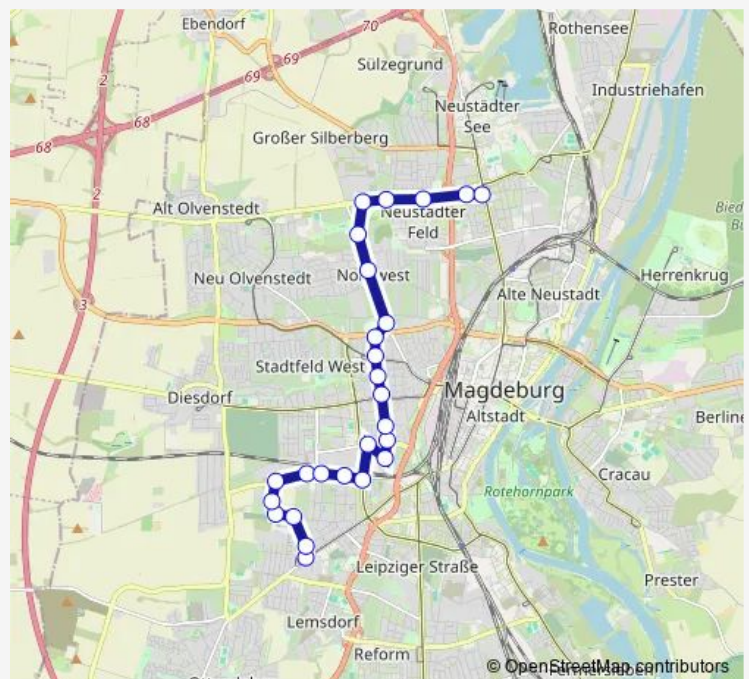 Ebendorf
70
Rothensee
69
69
Sülzegrund
2
Neustädter
See
Industriehafen
68
68
Großer Silberberg
2
Alt Olvenstedt
Neustädter
Feld
Neu Olvenstedt
Nordwest
Herrenkrug
Alte Neustadt
3
Stadtfeld West
Magdeburg
Diesdorf
Altstadt
Cracau
Rotehornpark
Leipziger Straße
Prester
Lemsdorf
Reform
© OpenStreetMap contributors